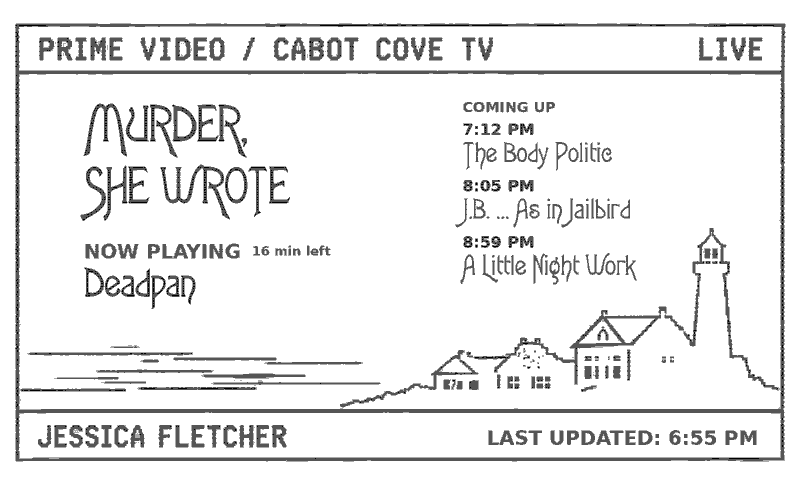 PRIME VIDEO / CABOT COVE TV
LIVE
MURDER,
SHE WROTE
NOW PLAYING 16 min left
Deadpan
COMING UP
7:12 PM
The Body Politic
8:05 PM
J.B. ... As in Jailbird
8:59 PM
A Little Night Work
JESSICA FLETCHER
LAST UPDATED: 6:55 PM